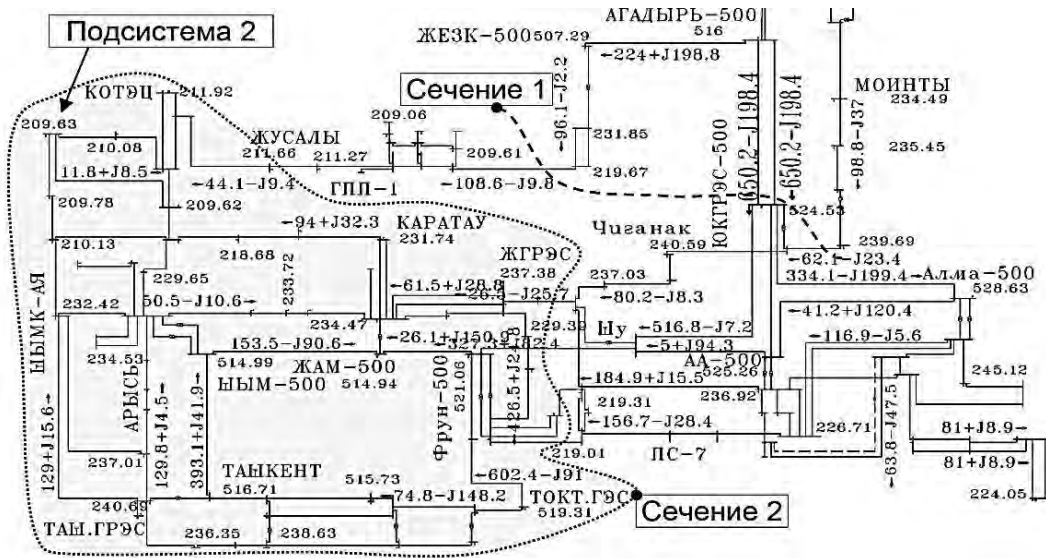 АГАДЫРЬ-500
516
Подсистема 2
ЖЕЗК-500 507.29
←224+J198.8
КОТЭЦ
211.92
←96.1-J2.2
Сечение 1
МОИНТЫ
234.49
209.63
210.08
ЖУСАЛЫ
209.06
231.85
650.2-J198.4
←650.2-J198.4
←98.8-J37
235.45
211.66
211.27
209.61
219.67
11.8+J8.5
←44.1-J9.4
ГПП-1
←108.6-J9.8
ЮКГРЭС-500
209.78
209.62
524.53
←94+J32.3
КАРАТАУ
231.74
Чиганак
240.59
239.69
210.13
218.68
ЖГРЭС
237.38
←62.1-J23.4
229.65
233.72
←61.5+J28.8
237.03
334.1-J199.4→
Алма-500
528.63
НЫМК-АЯ
232.42
50.5-J10.6→
←80.2-J8.3
234.47
229.39
Ну
←41.2+J120.4
←516.8-J7.2
←116.9-J5.6
153.5-J90.6→
←5+J94.3
234.53
514.99
ЖАМ-500
514.94
НЫМ-500
АА-500
525.26
245.12
АРЫСЬ
Фрун-500
521.06
←184.9+J15.5
236.92
219.31
129+J15.6→
129.8+J4.5→
393.1+J41.9→
←156.7-J28.4
226.71
←63.8-J47.5
81+J8.9→
237.01
219.01
ПС-7
81+J8.9→
ТАШКЕНТ
←602.4-J91
516.71
515.73
74.8-J148.2
ТОКТ.ГЭС
519.31
Сечение 2
224.05
240.69
ТАШ.ГРЭС
236.35
238.63